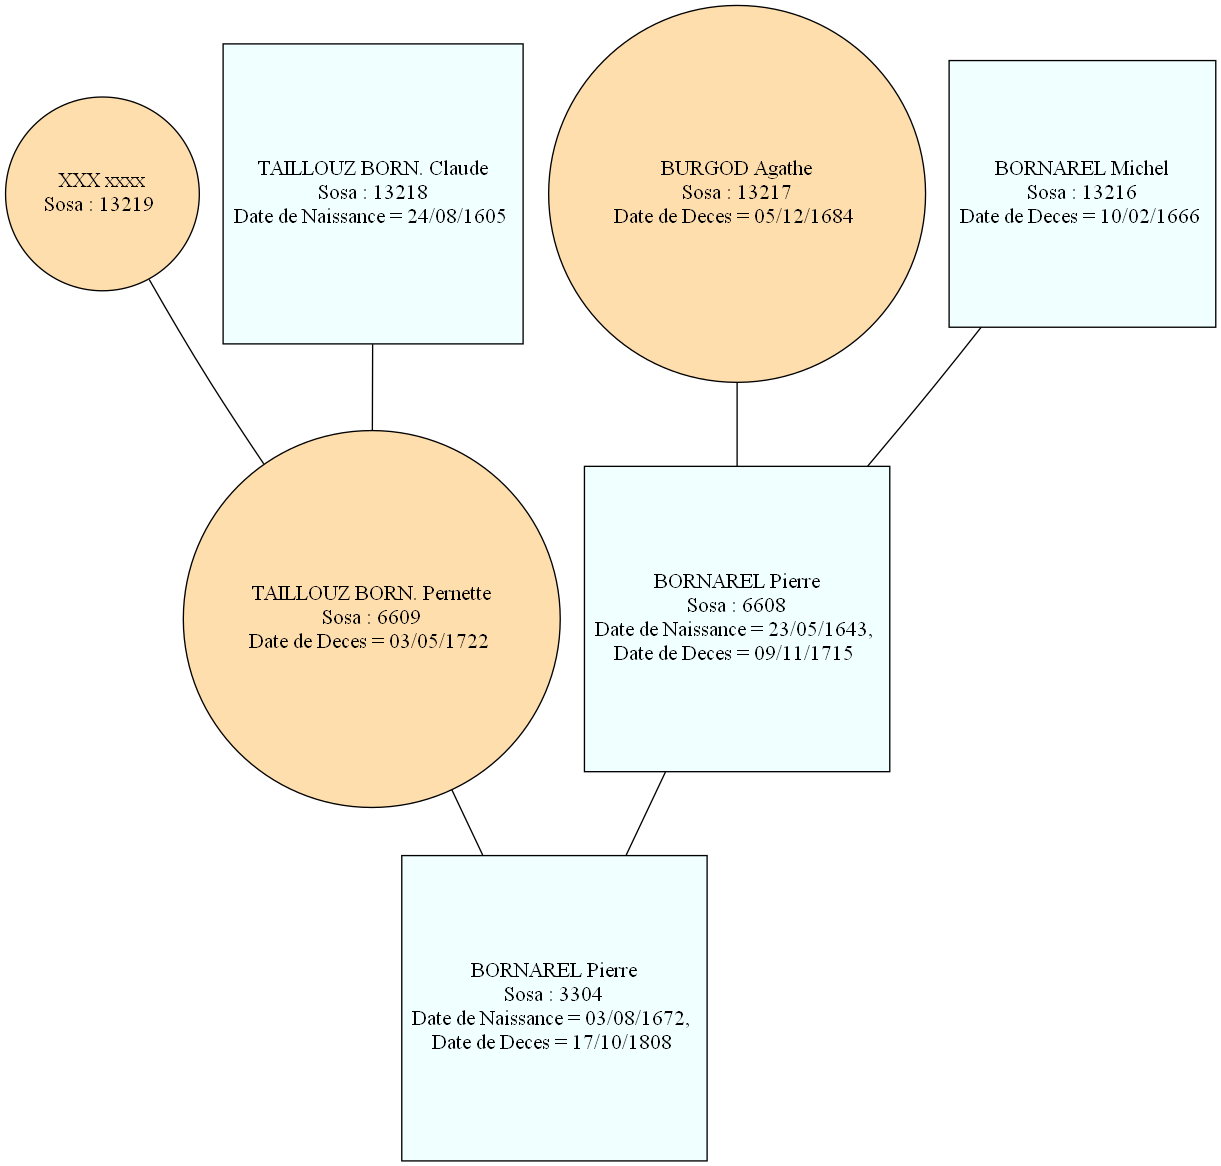 XXX xxxx
Sosa : 13219
TAILLOUZ BORN. Claude
Sosa : 13218
Date de Naissance = 24/08/1605
BURGOD Agathe
Sosa : 13217
Date de Deces = 05/12/1684
BORNAREL Michel
Sosa : 13216
Date de Deces = 10/02/1666
TAILLOUZ BORN. Pernette
Sosa : 6609
Date de Deces = 03/05/1722
BORNAREL Pierre
Sosa : 6608
Date de Naissance = 23/05/1643,
Date de Deces = 09/11/1715
BORNAREL Pierre
Sosa : 3304
Date de Naissance = 03/08/1672,
Date de Deces = 17/10/1808